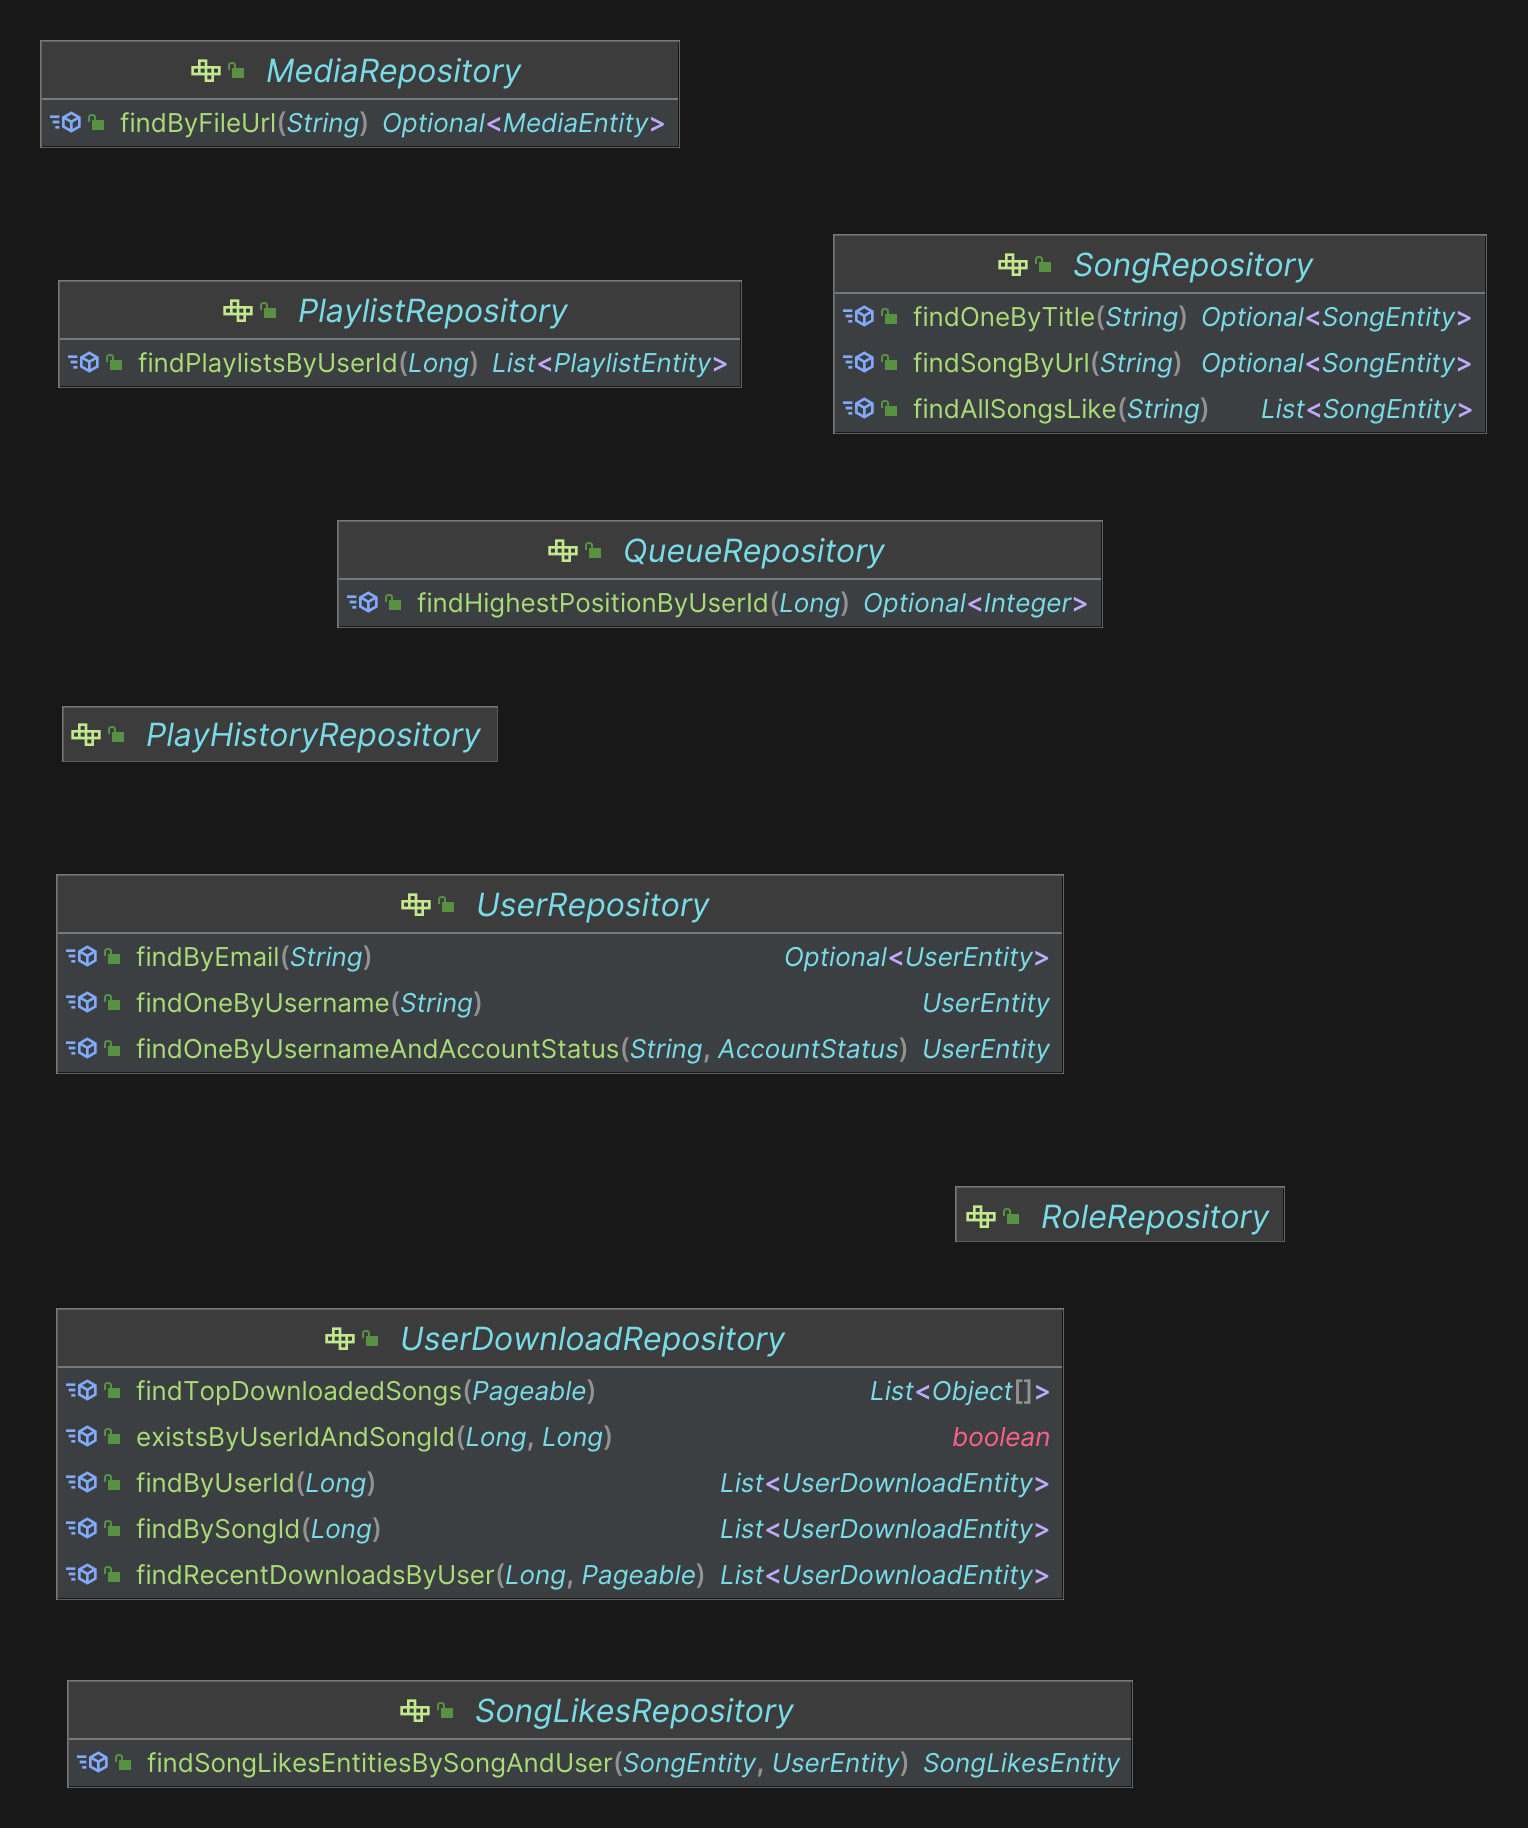 MediaRepository
findByFileUrl(String) Optional<MediaEntity>
SongRepository
findOneByTitle(String) Optional<SongEntity>
findSongByUrl(String) Optional<SongEntity>
findAllSongsLike(String) List<SongEntity>
PlaylistRepository
findPlaylistsByUserId(Long) List<PlaylistEntity>
QueueRepository
findHighestPositionByUserId(Long) Optional<Integer>
PlayHistoryRepository
UserRepository
findByEmail(String) Optional<UserEntity>
findOneByUsername(String) UserEntity
findOneByUsernameAndAccountStatus(String, AccountStatus) UserEntity
RoleRepository
UserDownloadRepository
findTopDownloadedSongs(Pageable) List<Object[]>
existsByUserIdAndSongId(Long, Long) boolean
findByUserId(Long) List<UserDownloadEntity>
findBySongId(Long) List<UserDownloadEntity>
findRecentDownloadsByUser(Long, Pageable) List<UserDownloadEntity>
SongLikesRepository
findSongLikesEntitiesBySongAndUser(SongEntity, UserEntity) SongLikesEntity